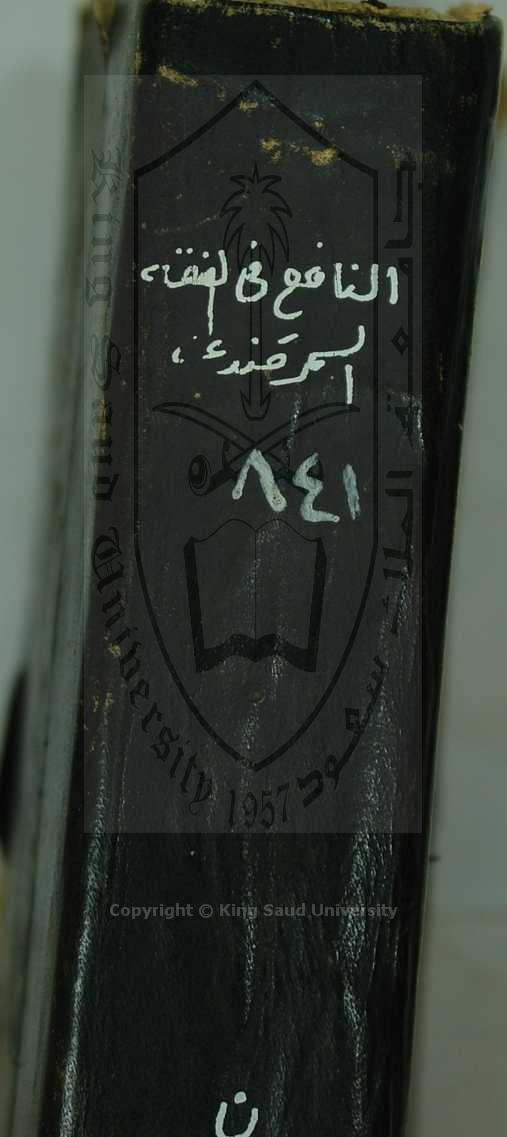 النافع في الفقه،
السمرقندي،
٨٤١
جامعة الملك سعود
King Saud University
1957
Copyright © King Saud University
ن